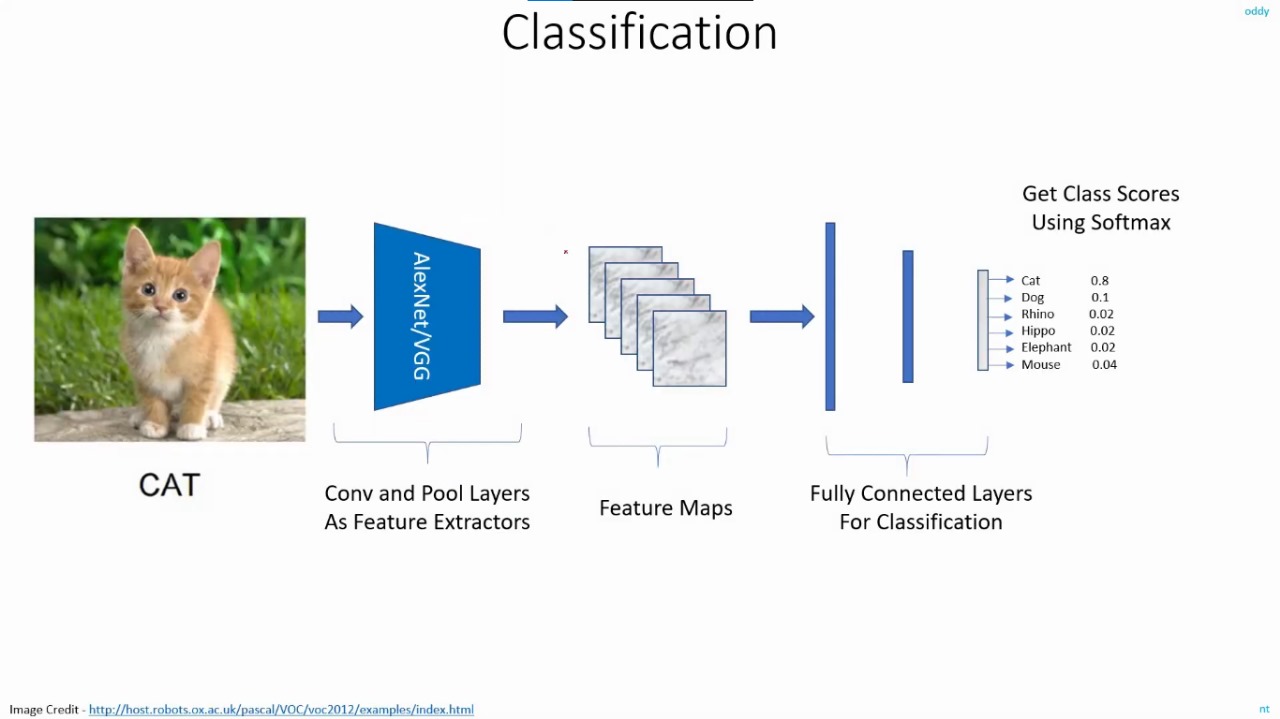 Classification
oddy
Get Class Scores
Using Softmax
AlexNet/VGG
Cat 0.8
Dog 0.1
Rhino 0.02
Hippo 0.02
Elephant 0.02
Mouse 0.04
CAT
Conv and Pool Layers
As Feature Extractors
Feature Maps
Fully Connected Layers
For Classification
Image Credit - http://host.robots.ox.ac.uk/pascal/VOC/voc2012/examples/index.html
nt